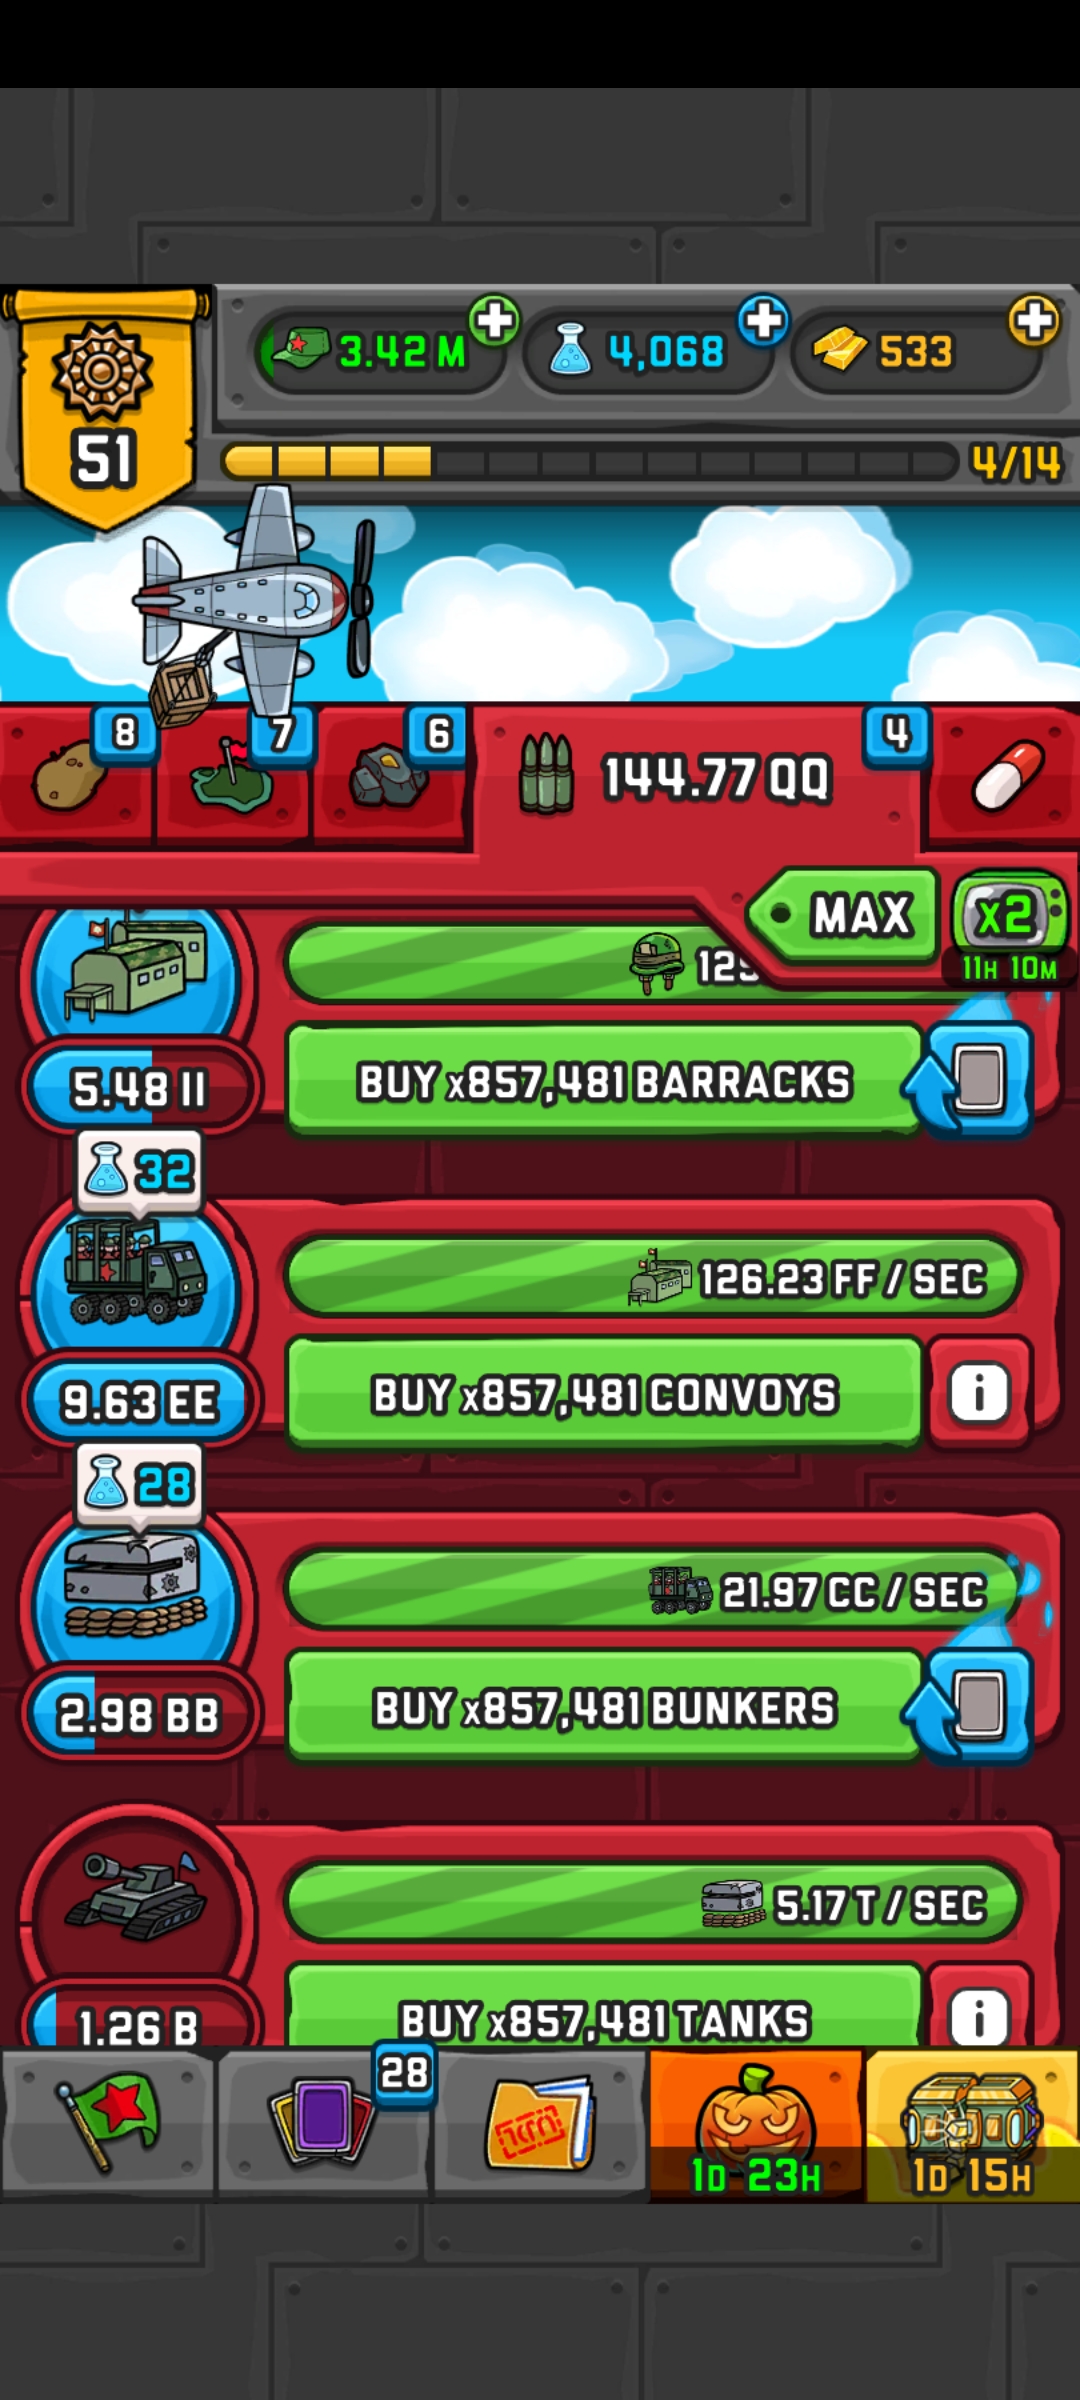 3.42 M
4,068
533
51
4/14
8
7
6
144.77 QQ
4
MAX
x2
11H 10M
5.48 II
BUY x857,481 BARRACKS
32
126.23 FF / SEC
9.63 EE
BUY x857,481 CONVOYS
i
28
21.97 CC / SEC
2.98 BB
BUY x857,481 BUNKERS
5.17 T / SEC
1.26 B
BUY x857,481 TANKS
i
28
1D 23H
1D 15H